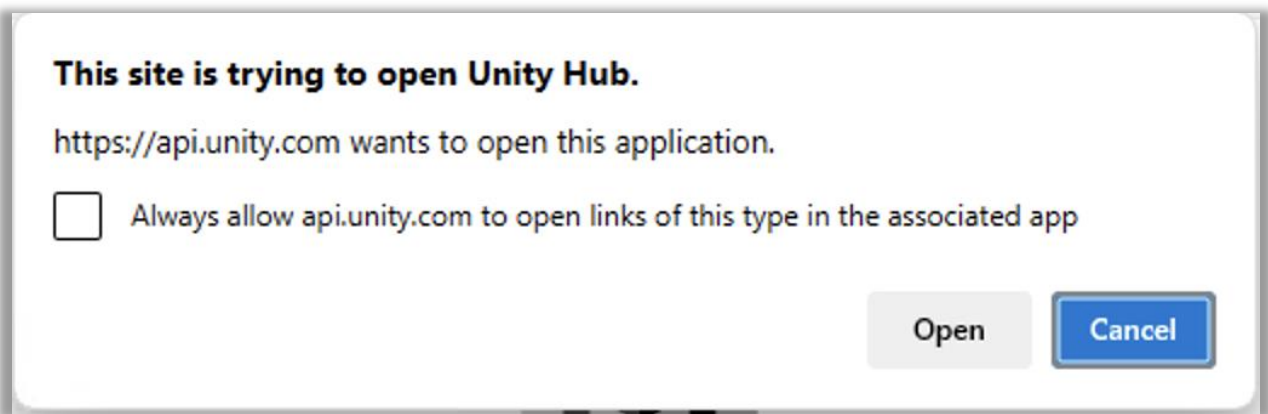 This site is trying to open Unity Hub.
https://api.unity.com wants to open this application.
Always allow api.unity.com to open links of this type in the associated app
Open Cancel